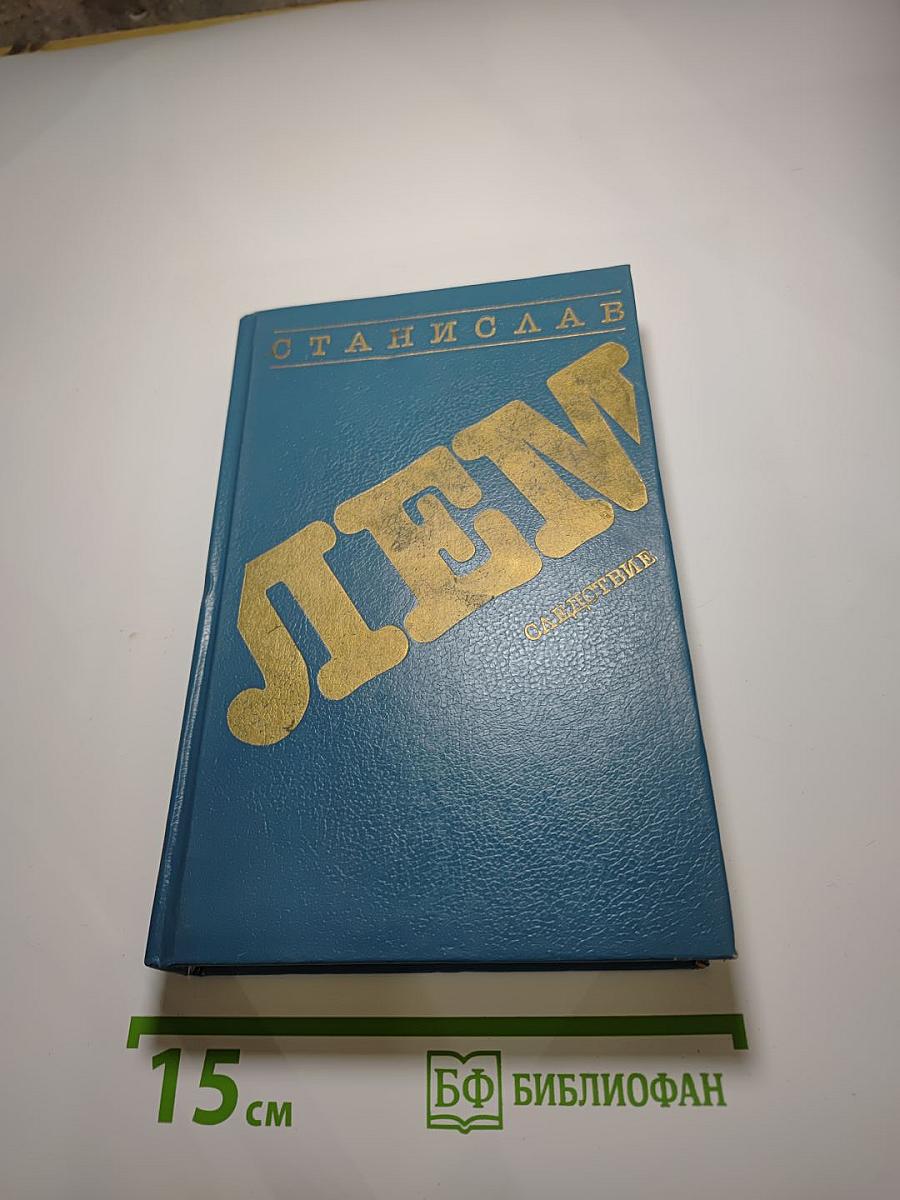 СТАНИСЛАВ
ЛЕМ
СЛЕДСТВИЕ
15 см
БФ БИБЛИОФАН